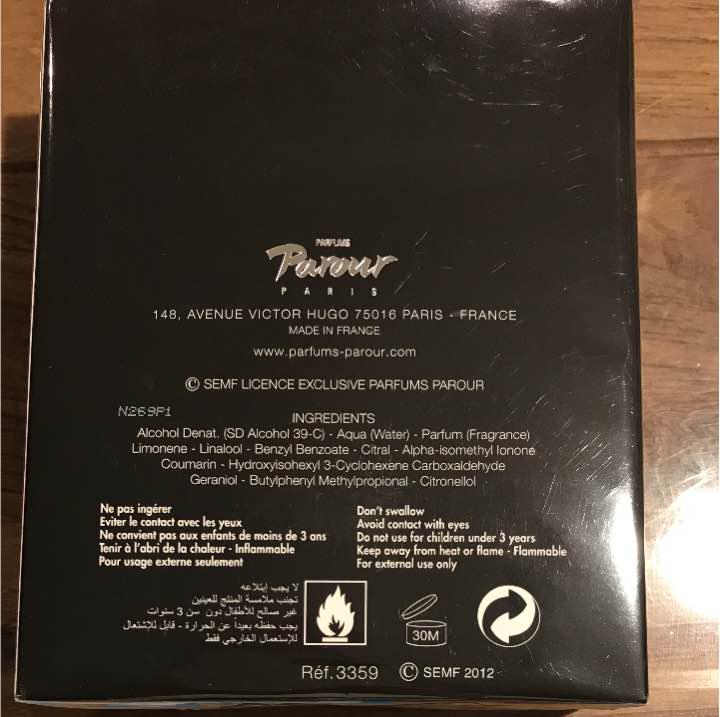 PARFUMS
Parour
PARIS
148, AVENUE VICTOR HUGO 75016 PARIS - FRANCE
MADE IN FRANCE
www.parfums-parour.com
© SEMF LICENCE EXCLUSIVE PARFUMS PAROUR
N269P1
INGREDIENTS
Alcohol Denat. (SD Alcohol 39-C) - Aqua (Water) - Parfum (Fragrance)
Limonene - Linalool - Benzyl Benzoate - Citral - Alpha-isomethyl Ionone
Coumarin - Hydroxyisohexyl 3-Cyclohexene Carboxaldehyde
Geraniol - Butylphenyl Methylpropional - Citronellol
Ne pas ingérer
Eviter le contact avec les yeux
Ne convient pas aux enfants de moins de 3 ans
Tenir à l'abri de la chaleur - Inflammable
Pour usage externe seulement
Don't swallow
Avoid contact with eyes
Do not use for children under 3 years
Keep away from heat or flame - Flammable
For external use only
لا يجب إبتلاعه
تجنب ملامسة المنتج للعينين
غير صالح للأطفال دون سن 3 سنوات
يجب حفظه بعيداً عن الحرارة - قابل للإشتعال
للإستعمال الخارجي فقط
30M
Réf. 3359 © SEMF 2012